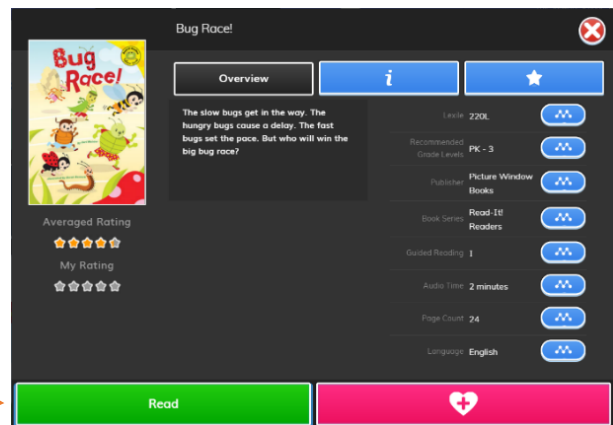 Bug Race!
Bug
Race!
Overview
i
The slow bugs get in the way. The
hungry bugs cause a delay. The fast
bugs set the pace. But who will win the
big bug race?
Lexile 220L
Recommended
Grade Levels PK - 3
Publisher Picture Window
Books
Book Series Read-It!
Readers
Guided Reading I
Audio Time 2 minutes
Page Count 24
Language English
Averaged Rating
My Rating
Read